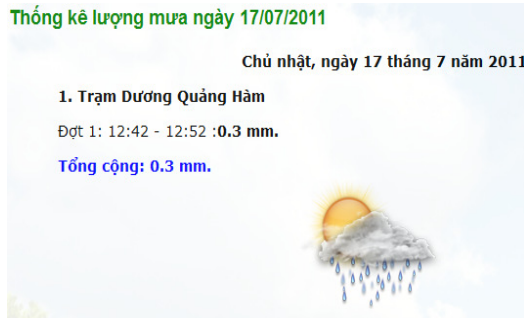 Thống kê lượng mưa ngày 17/07/2011
Chủ nhật, ngày 17 tháng 7 năm 2011
1. Trạm Dương Quảng Hàm
Đợt 1: 12:42 - 12:52 :0.3 mm.
Tổng cộng: 0.3 mm.